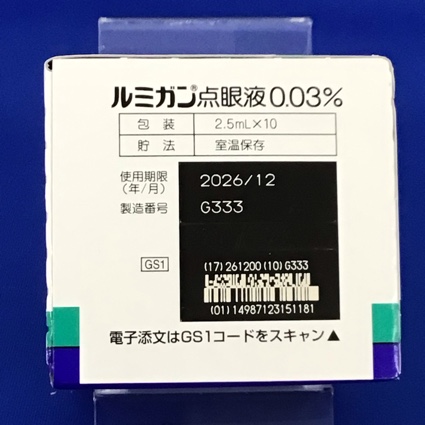 ルミガン®点眼液0.03%
包装 2.5mL×10
貯法 室温保存
使用期限 2026/12
(年/月)
製造番号 G333
GS1
(17)261200(10)G333
(01)14987123151181
電子添文はGS1コードをスキャン▲